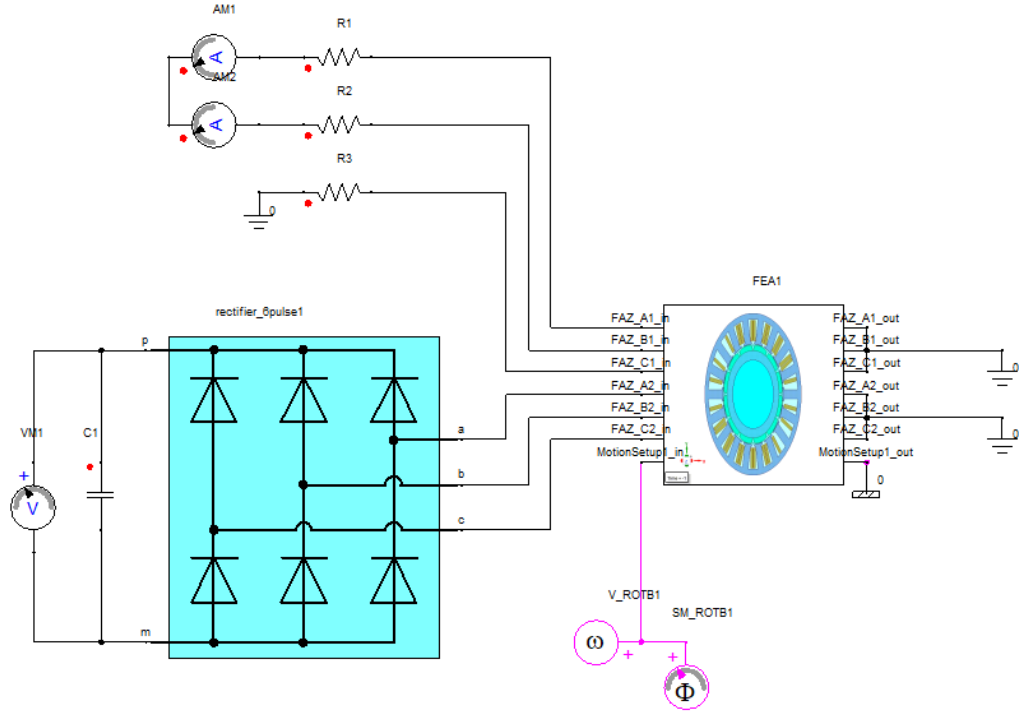 AM1
R1
A
AM2
R2
A
R3
0
FEA1
FAZ_A1_in
FAZ_A1_out
FAZ_B1_in
FAZ_B1_out
FAZ_C1_in
FAZ_C1_out
0
FAZ_A2_in
FAZ_A2_out
FAZ_B2_in
FAZ_B2_out
FAZ_C2_in
FAZ_C2_out
0
MotionSetup1_in
MotionSetup1_out
0
rectifier_6pulse1
p
a
b
c
m
VM1
C1
+
V
V_ROTB1
SM_ROTB1
ω
+
+
Φ